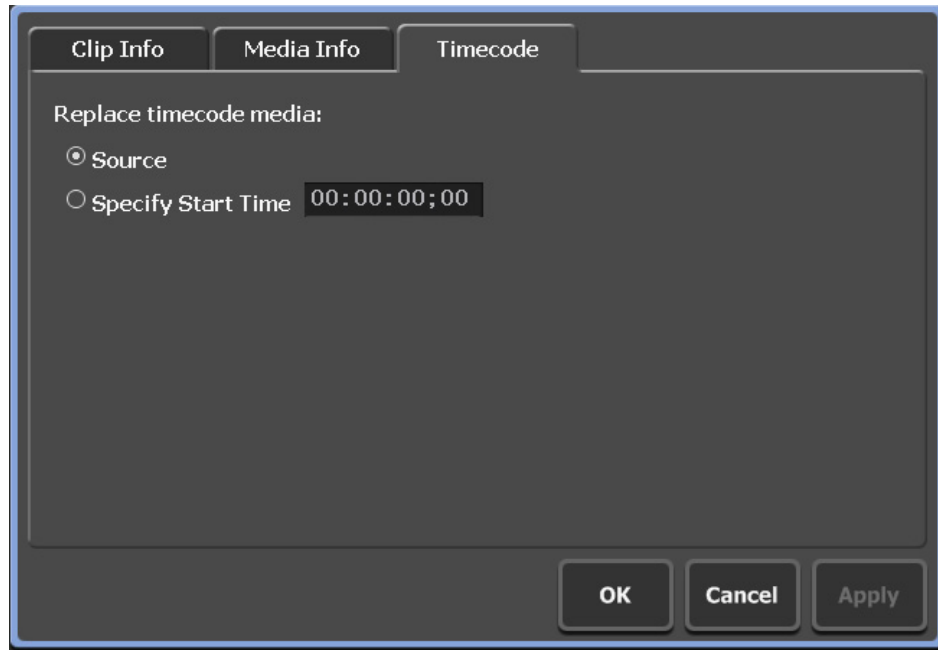 Clip Info Media Info Timecode
Replace timecode media:
Source
Specify Start Time 00:00:00;00
OK Cancel Apply